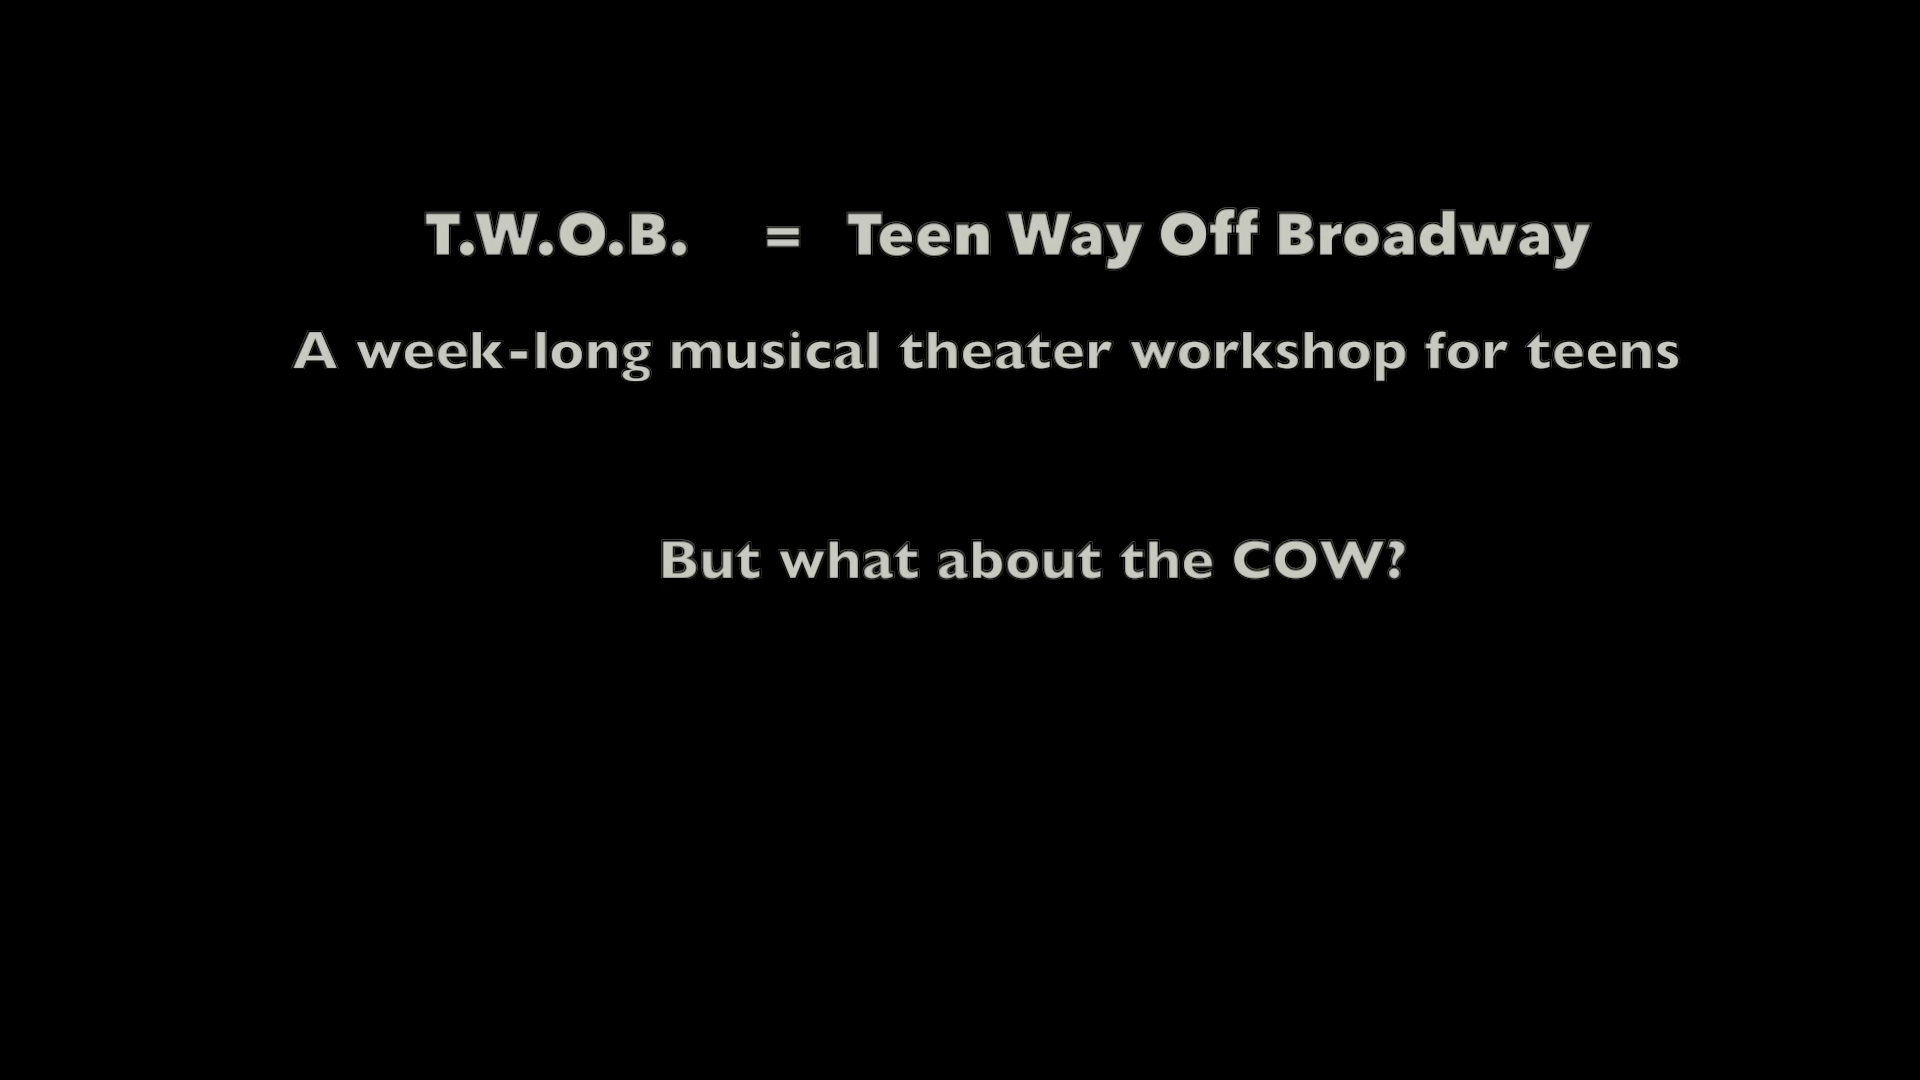 T.W.O.B. = Teen Way Off Broadway
A week-long musical theater workshop for teens
But what about the COW?